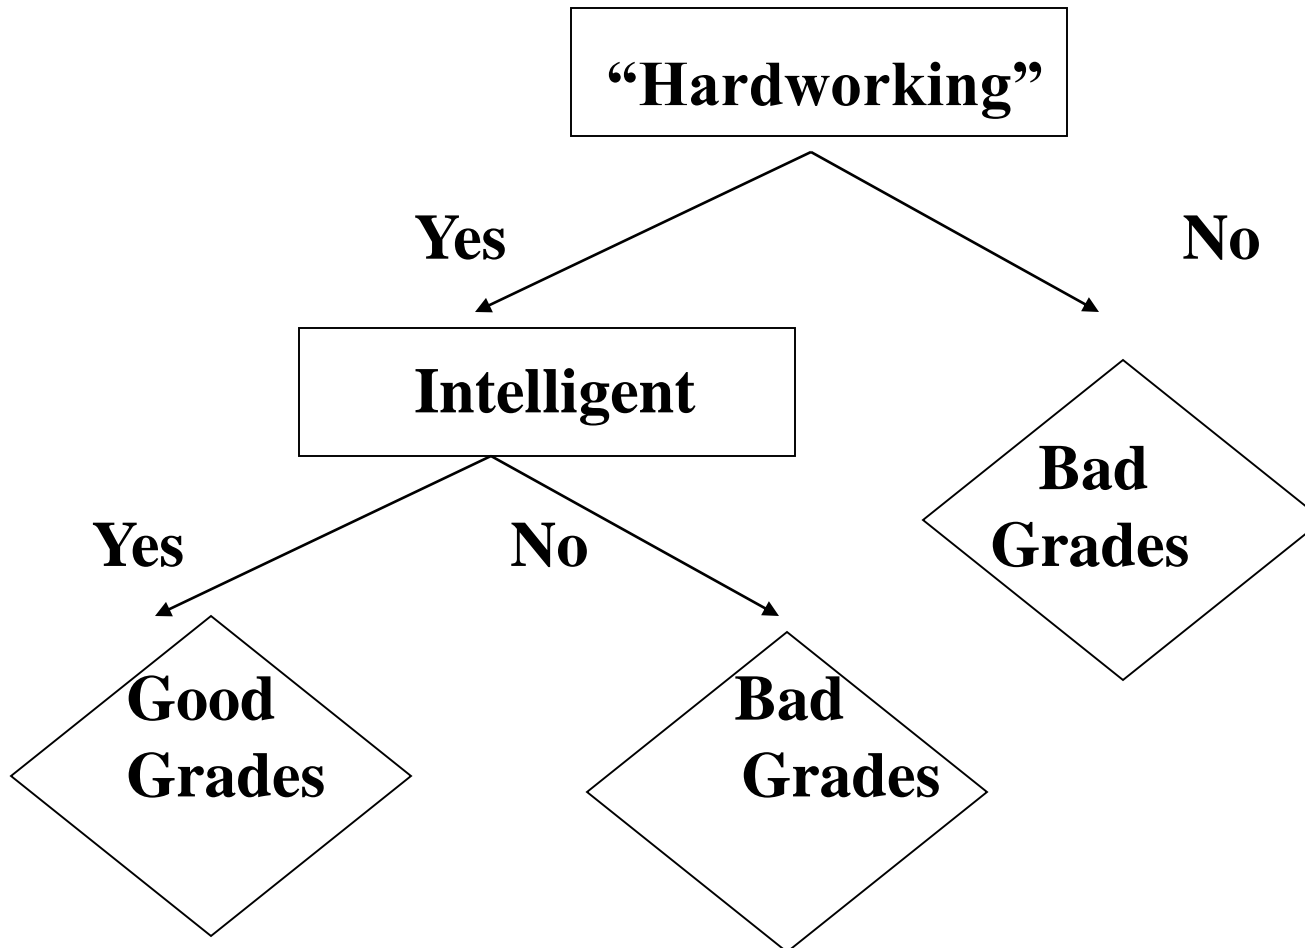 “Hardworking”
Yes
No
Intelligent
Bad
Grades
Yes
No
Good
Grades
Bad
Grades